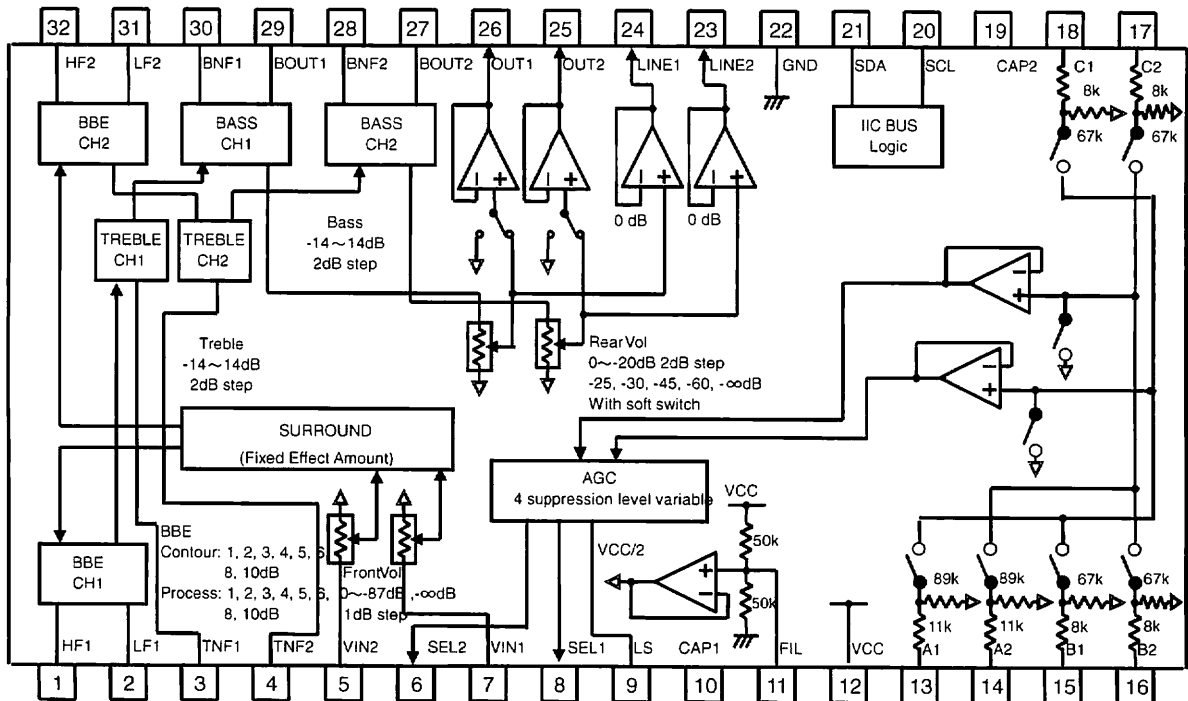 32 31 30 29 28 27 26 25 24 23 22 21 20 19 18 17
HF2 LF2 BNF1 BOUT1 BNF2 BOUT2 OUT1 OUT2 LINE1 LINE2 GND SDA SCL CAP2 C1 C2
8k 8k
BBE
CH2
BASS
CH1
BASS
CH2
IIC BUS
Logic
67k 67k
- + - + - + - +
0 dB 0 dB
TREBLE
CH1
TREBLE
CH2
Bass
-14~14dB
2dB step
-
+
Treble
-14~14dB
2dB step
RearVol
0~-20dB 2dB step
-25, -30, -45, -60, -∞dB
With soft switch
-
+
SURROUND
(Fixed Effect Amount)
AGC
4 suppression level variable
VCC
50k
VCC/2
+
-
50k
BBE
CH1
BBE
Contour: 1, 2, 3, 4, 5, 6,
8, 10dB
Process: 1, 2, 3, 4, 5, 6,
8, 10dB
FrontVol
0~-87dB, -∞dB
1dB step
89k 89k 67k 67k
11k 11k 8k 8k
HF1 LF1 TNF1 TNF2 VIN2 SEL2 VIN1 SEL1 LS CAP1 FIL VCC A1 A2 B1 B2
1 2 3 4 5 6 7 8 9 10 11 12 13 14 15 16